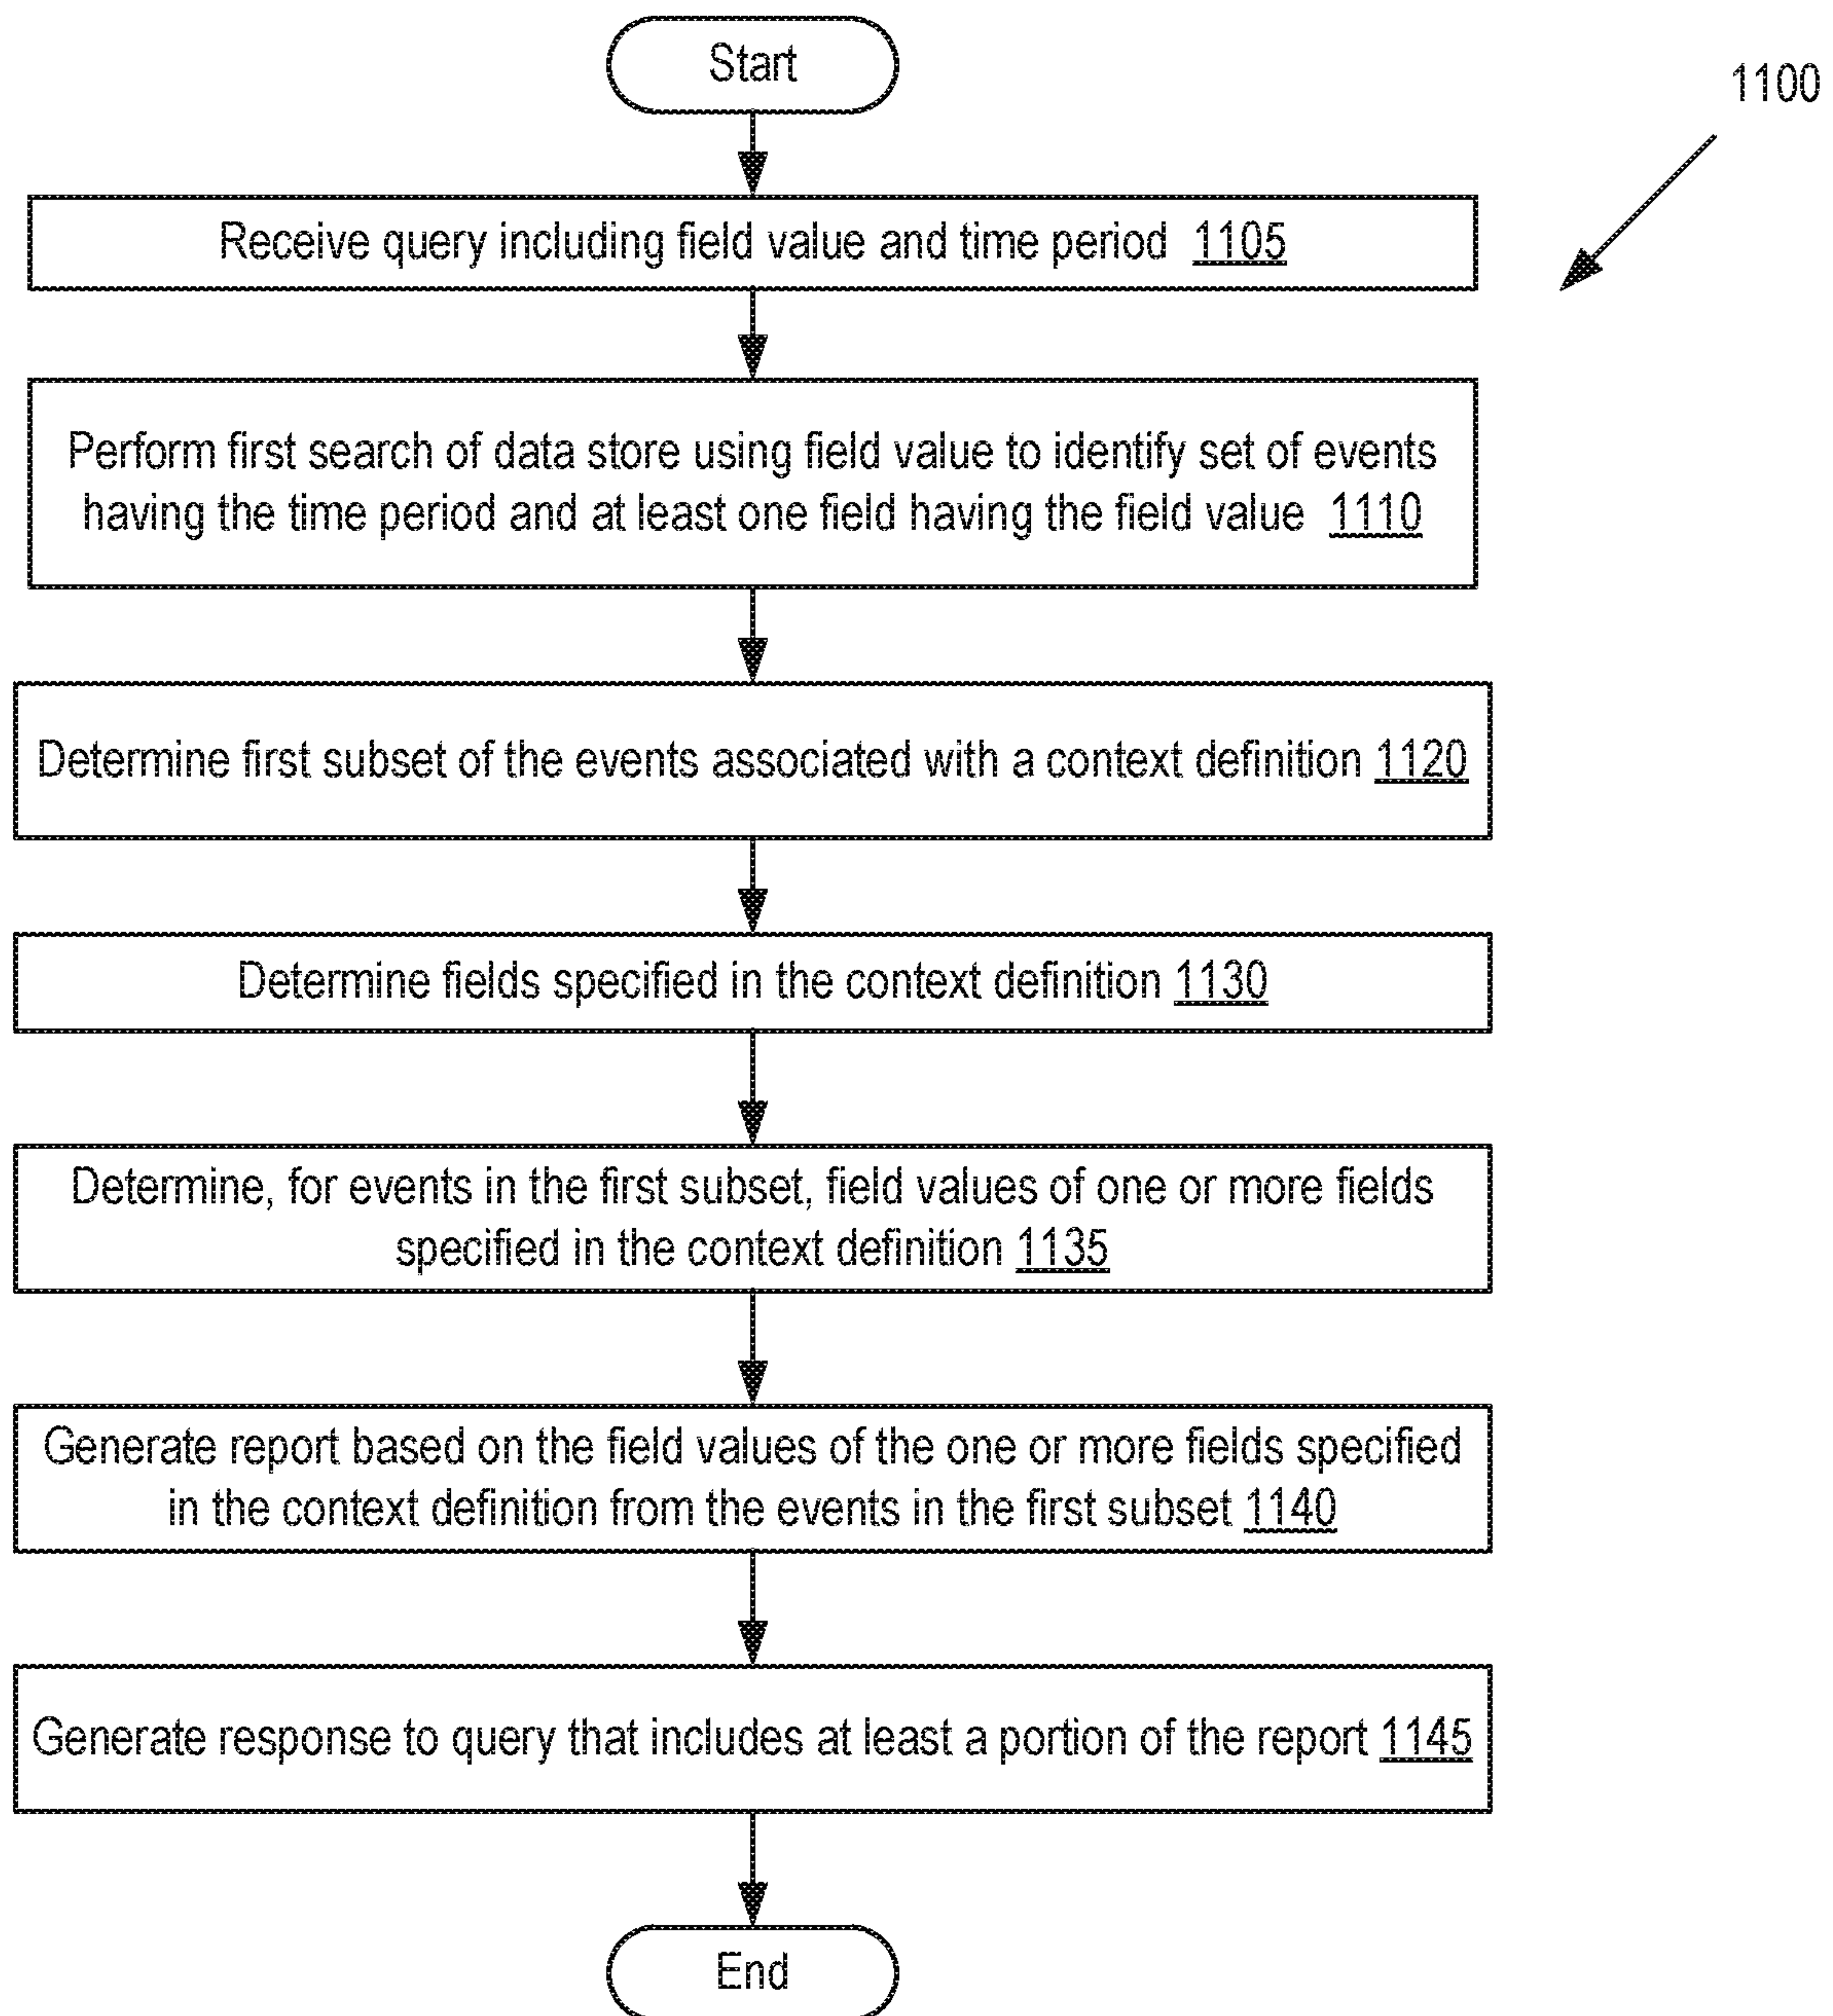 Start
1100
Receive query including field value and time period 1105
Perform first search of data store using field value to identify set of events
having the time period and at least one field having the field value 1110
Determine first subset of the events associated with a context definition 1120
Determine fields specified in the context definition 1130
Determine, for events in the first subset, field values of one or more fields
specified in the context definition 1135
Generate report based on the field values of the one or more fields specified
in the context definition from the events in the first subset 1140
Generate response to query that includes at least a portion of the report 1145
End